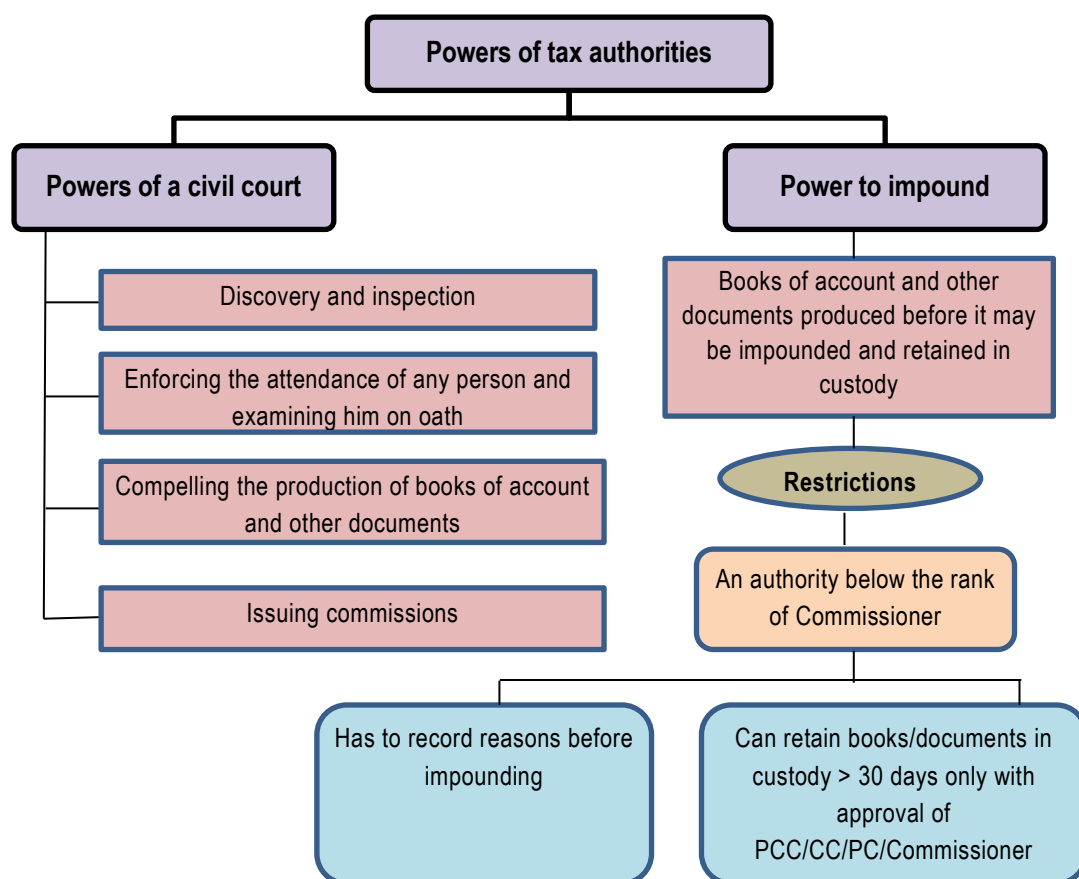 Powers of tax authorities
Powers of a civil court
Discovery and inspection
Enforcing the attendance of any person and
examining him on oath
Compelling the production of books of account
and other documents
Issuing commissions
Power to impound
Books of account and other
documents produced before it may
be impounded and retained in
custody
Restrictions
An authority below the rank
of Commissioner
Has to record reasons before
impounding
Can retain books/documents in
custody > 30 days only with
approval of
PCC/CC/PC/Commissioner